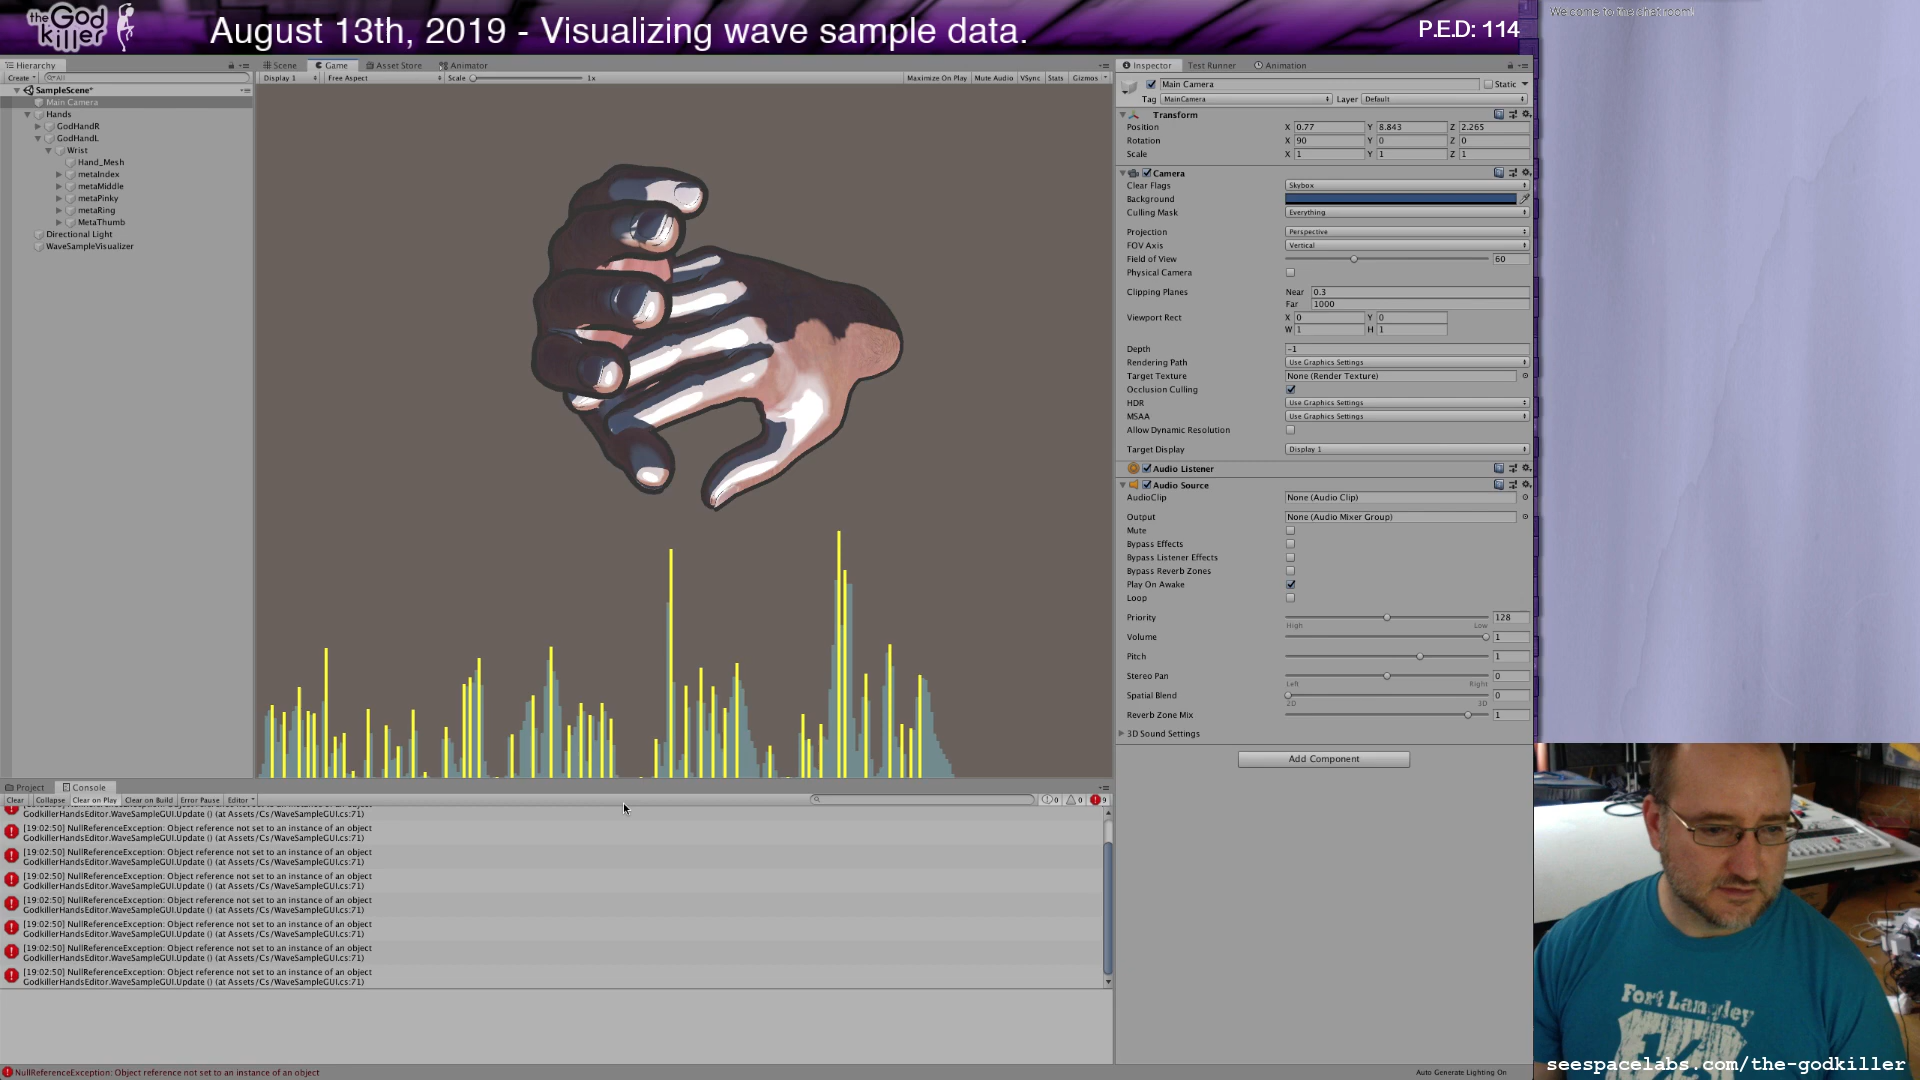 the God killer
August 13th, 2019 - Visualizing wave sample data.
P.E.D: 114
Hierarchy
Create
All
SampleScene*
Main Camera
Hands
GodHandR
GodHandL
Wrist
Hand_Mesh
metaIndex
metaMiddle
metaPinky
metaRing
MetaThumb
Directional Light
WaveSampleVisualizer
Scene Game Asset Store Animator
Display 1 Free Aspect Scale 1x Maximize On Play Mute Audio VSync Stats Gizmos
Inspector Test Runner Animation
Main Camera Static
Tag MainCamera Layer Default
Transform
Position X 0.77 Y 8.843 Z 2.265
Rotation X 90 Y 0 Z 0
Scale X 1 Y 1 Z 1
Camera
Clear Flags Skybox
Background
Culling Mask Everything
Projection Perspective
FOV Axis Vertical
Field of View 60
Physical Camera
Clipping Planes Near 0.3
Far 1000
Viewport Rect X 0 Y 0
W 1 H 1
Depth -1
Rendering Path Use Graphics Settings
Target Texture None (Render Texture)
Occlusion Culling
HDR Use Graphics Settings
MSAA Use Graphics Settings
Allow Dynamic Resolution
Target Display Display 1
Audio Listener
Audio Source
AudioClip None (Audio Clip)
Output None (Audio Mixer Group)
Mute
Bypass Effects
Bypass Listener Effects
Bypass Reverb Zones
Play On Awake
Loop
Priority 128
High Low
Volume 1
Pitch 1
Stereo Pan 0
Left Right
Spatial Blend 0
2D 3D
Reverb Zone Mix 1
3D Sound Settings
Add Component
Project Console
Clear Collapse Clear on Play Clear on Build Error Pause Editor 0 0 9
GodkillerHandsEditor.WaveSampleGUI.Update () (at Assets/Cs/WaveSampleGUI.cs:71)
[19:02:50] NullReferenceException: Object reference not set to an instance of an object
GodkillerHandsEditor.WaveSampleGUI.Update () (at Assets/Cs/WaveSampleGUI.cs:71)
[19:02:50] NullReferenceException: Object reference not set to an instance of an object
GodkillerHandsEditor.WaveSampleGUI.Update () (at Assets/Cs/WaveSampleGUI.cs:71)
[19:02:50] NullReferenceException: Object reference not set to an instance of an object
GodkillerHandsEditor.WaveSampleGUI.Update () (at Assets/Cs/WaveSampleGUI.cs:71)
[19:02:50] NullReferenceException: Object reference not set to an instance of an object
GodkillerHandsEditor.WaveSampleGUI.Update () (at Assets/Cs/WaveSampleGUI.cs:71)
[19:02:50] NullReferenceException: Object reference not set to an instance of an object
GodkillerHandsEditor.WaveSampleGUI.Update () (at Assets/Cs/WaveSampleGUI.cs:71)
[19:02:50] NullReferenceException: Object reference not set to an instance of an object
GodkillerHandsEditor.WaveSampleGUI.Update () (at Assets/Cs/WaveSampleGUI.cs:71)
[19:02:50] NullReferenceException: Object reference not set to an instance of an object
GodkillerHandsEditor.WaveSampleGUI.Update () (at Assets/Cs/WaveSampleGUI.cs:71)
NullReferenceException: Object reference not set to an instance of an object
Auto Generate Lighting On
Welcome to the chat room!
Fort Langley
seespacelabs.com/the-godkiller